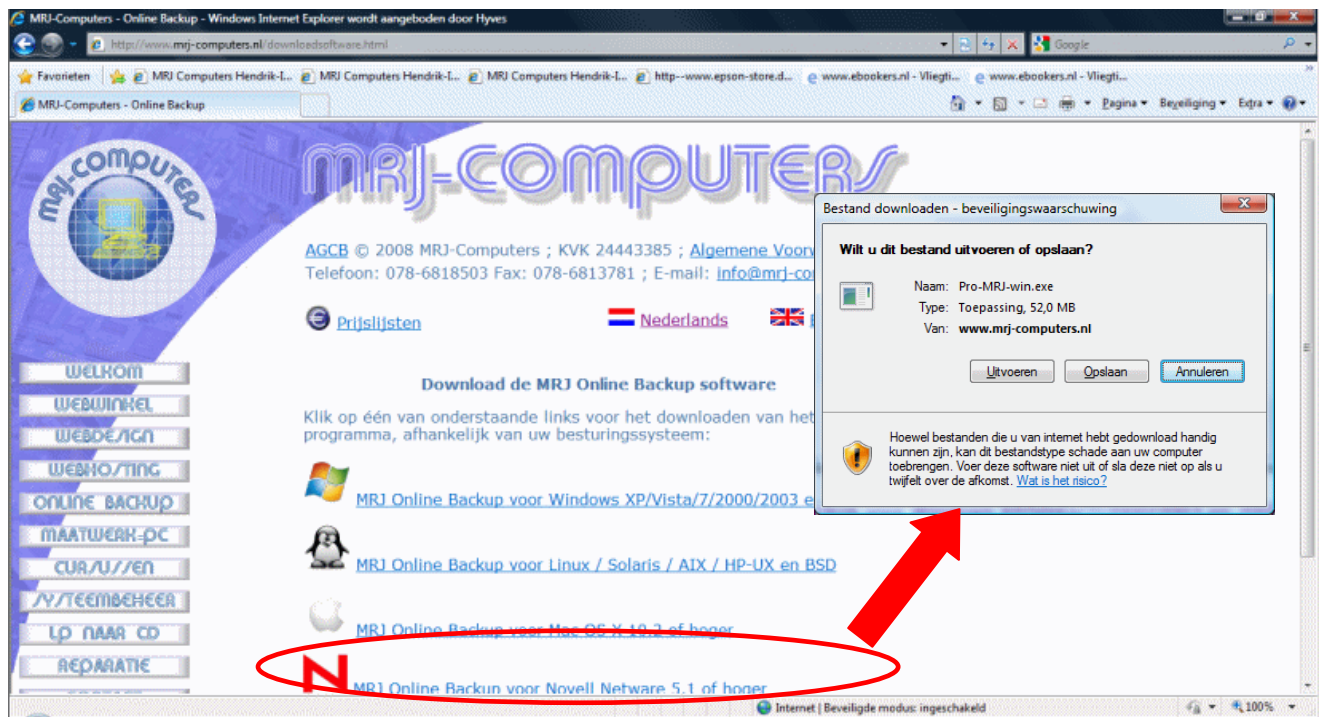 MRJ-Computers - Online Backup - Windows Internet Explorer wordt aangeboden door Hyves
http://www.mrj-computers.nl/downloadsoftware.html
Google
Favorieten
MRJ Computers Hendrik-I...
MRJ Computers Hendrik-I...
MRJ Computers Hendrik-I...
http--www.epson-store.d...
www.ebookers.nl - Vliegti...
www.ebookers.nl - Vliegti...
MRJ-Computers - Online Backup
Pagina
Beveiliging
Extra
MRJ-COMPUTERS
MRJ-COMPUTERS
AGCB © 2008 MRJ-Computers ; KVK 24443385 ; Algemene Voorw
Telefoon: 078-6818503 Fax: 078-6813781 ; E-mail: info@mrj-co
Prijslijsten
Nederlands
Download de MRJ Online Backup software
Klik op één van onderstaande links voor het downloaden van het
programma, afhankelijk van uw besturingssysteem:
MRJ Online Backup voor Windows XP/Vista/7/2000/2003 e
MRJ Online Backup voor Linux / Solaris / AIX / HP-UX en BSD
MRJ Online Backup voor Mac OS X 10.2 of hoger
N
MRJ Online Backup voor Novell Netware 5.1 of hoger
WELKOM
WEBWINKEL
WEBDESIGN
WEBHOSTING
ONLINE BACKUP
MAATWERK-PC
CURSUSSEN
SYSTEEMBEHEER
LP NAAR CD
REPARATIE
Bestand downloaden - beveiligingswaarschuwing
Wilt u dit bestand uitvoeren of opslaan?
Naam: Pro-MRJ-win.exe
Type: Toepassing, 52,0 MB
Van: www.mrj-computers.nl
Uitvoeren
Opslaan
Annuleren
Hoewel bestanden die u van internet hebt gedownload handig
kunnen zijn, kan dit bestandstype schade aan uw computer
toebrengen. Voer deze software niet uit of sla deze niet op als u
twijfelt over de afkomst. Wat is het risico?
Internet | Beveiligde modus: ingeschakeld
100%